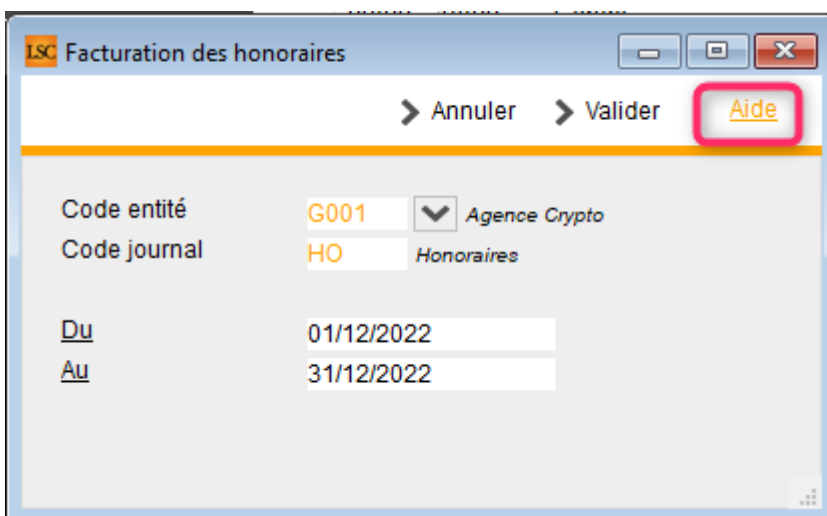 LSC Facturation des honoraires
Annuler Valider Aide
Code entité G001 Agence Crypto
Code journal HO Honoraires
Du 01/12/2022
Au 31/12/2022